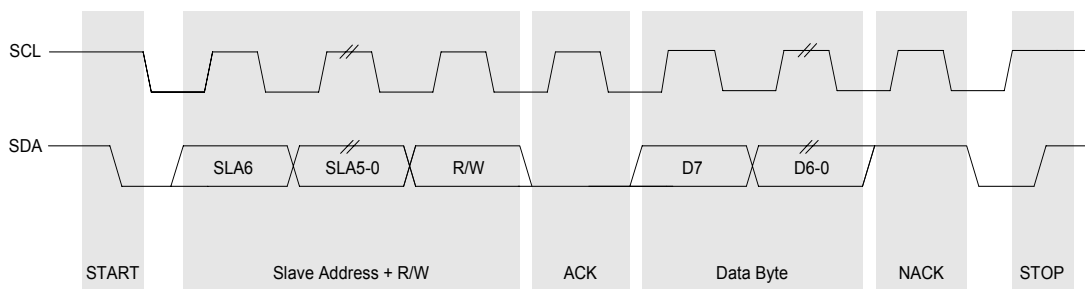 SCL
SDA
SLA6 SLA5-0 R/W D7 D6-0
START Slave Address + R/W ACK Data Byte NACK STOP